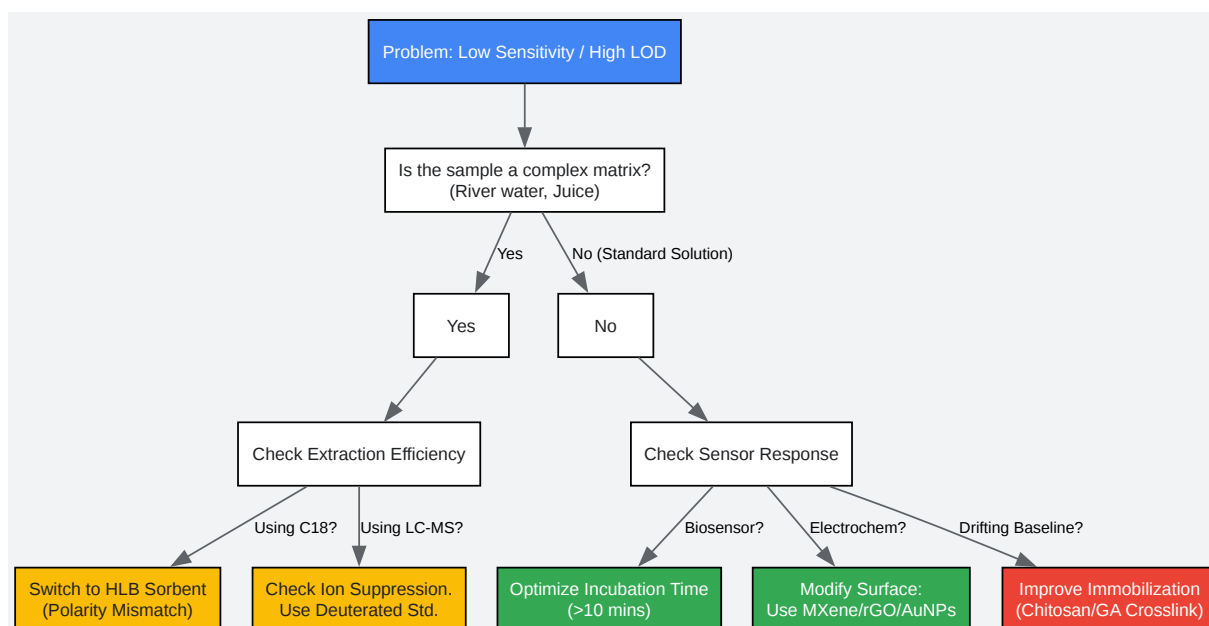 Problem: Low Sensitivity / High LOD
Is the sample a complex matrix?
(River water, Juice)
Yes
No (Standard Solution)
Yes
No
Check Extraction Efficiency
Check Sensor Response
Using C18?
Using LC-MS?
Biosensor?
Electrochem?
Drifting Baseline?
Switch to HLB Sorbent
(Polarity Mismatch)
Check Ion Suppression.
Use Deuterated Std.
Optimize Incubation Time
(>10 mins)
Modify Surface:
Use MXene/rGO/AuNPs
Improve Immobilization
(Chitosan/GA Crosslink)